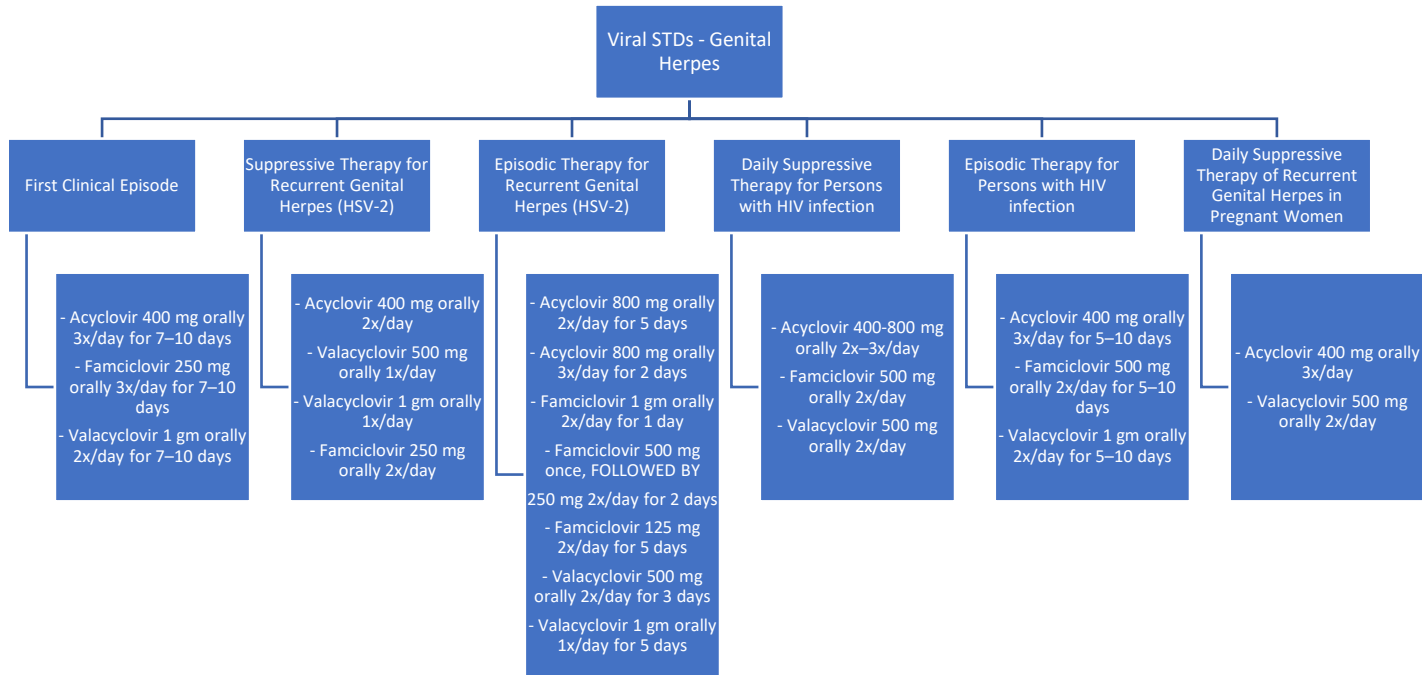 Viral STDs - Genital
Herpes
First Clinical Episode
Suppressive Therapy for
Recurrent Genital
Herpes (HSV-2)
Episodic Therapy for
Recurrent Genital
Herpes (HSV-2)
Daily Suppressive
Therapy for Persons
with HIV infection
Episodic Therapy for
Persons with HIV
infection
Daily Suppressive
Therapy of Recurrent
Genital Herpes in
Pregnant Women
- Acyclovir 400 mg orally
3x/day for 7–10 days
- Famciclovir 250 mg
orally 3x/day for 7–10
days
- Valacyclovir 1 gm orally
2x/day for 7–10 days
- Acyclovir 400 mg orally
2x/day
- Valacyclovir 500 mg
orally 1x/day
- Valacyclovir 1 gm orally
1x/day
- Famciclovir 250 mg
orally 2x/day
- Acyclovir 800 mg orally
2x/day for 5 days
- Acyclovir 800 mg orally
3x/day for 2 days
- Famciclovir 1 gm orally
2x/day for 1 day
- Famciclovir 500 mg
once, FOLLOWED BY
250 mg 2x/day for 2 days
- Famciclovir 125 mg
2x/day for 5 days
- Valacyclovir 500 mg
orally 2x/day for 3 days
- Valacyclovir 1 gm orally
1x/day for 5 days
- Acyclovir 400-800 mg
orally 2x–3x/day
- Famciclovir 500 mg
orally 2x/day
- Valacyclovir 500 mg
orally 2x/day
- Acyclovir 400 mg orally
3x/day for 5–10 days
- Famciclovir 500 mg
orally 2x/day for 5–10
days
- Valacyclovir 1 gm orally
2x/day for 5–10 days
- Acyclovir 400 mg orally
3x/day
- Valacyclovir 500 mg
orally 2x/day